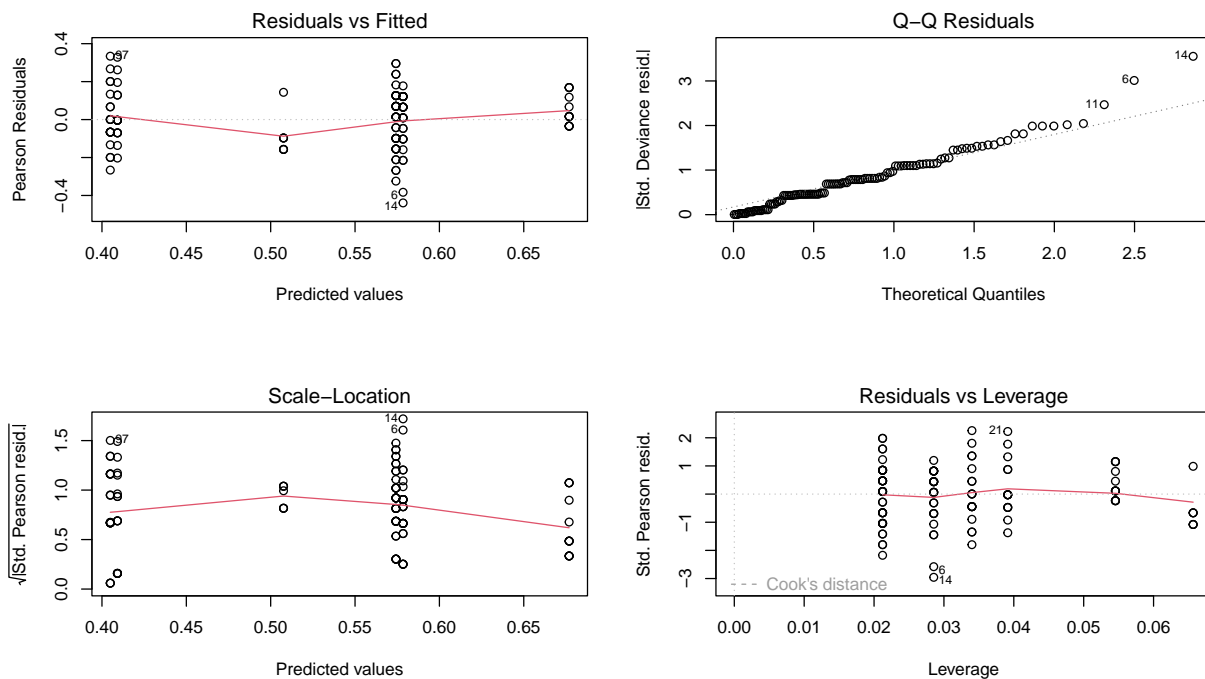 Residuals vs Fitted
Pearson Residuals
0.4
0.0
−0.4
97
6
14
0.40 0.45 0.50 0.55 0.60 0.65
Predicted values
Q−Q Residuals
|Std. Deviance resid.|
3
2
1
0
14
6
11
0.0 0.5 1.0 1.5 2.0 2.5
Theoretical Quantiles
Scale−Location
√|Std. Pearson resid.|
1.5
1.0
0.5
0.0
97
14
6
0.40 0.45 0.50 0.55 0.60 0.65
Predicted values
Residuals vs Leverage
Std. Pearson resid.
2
1
−1
−3
21
6
14
Cook's distance
0.00 0.01 0.02 0.03 0.04 0.05 0.06
Leverage